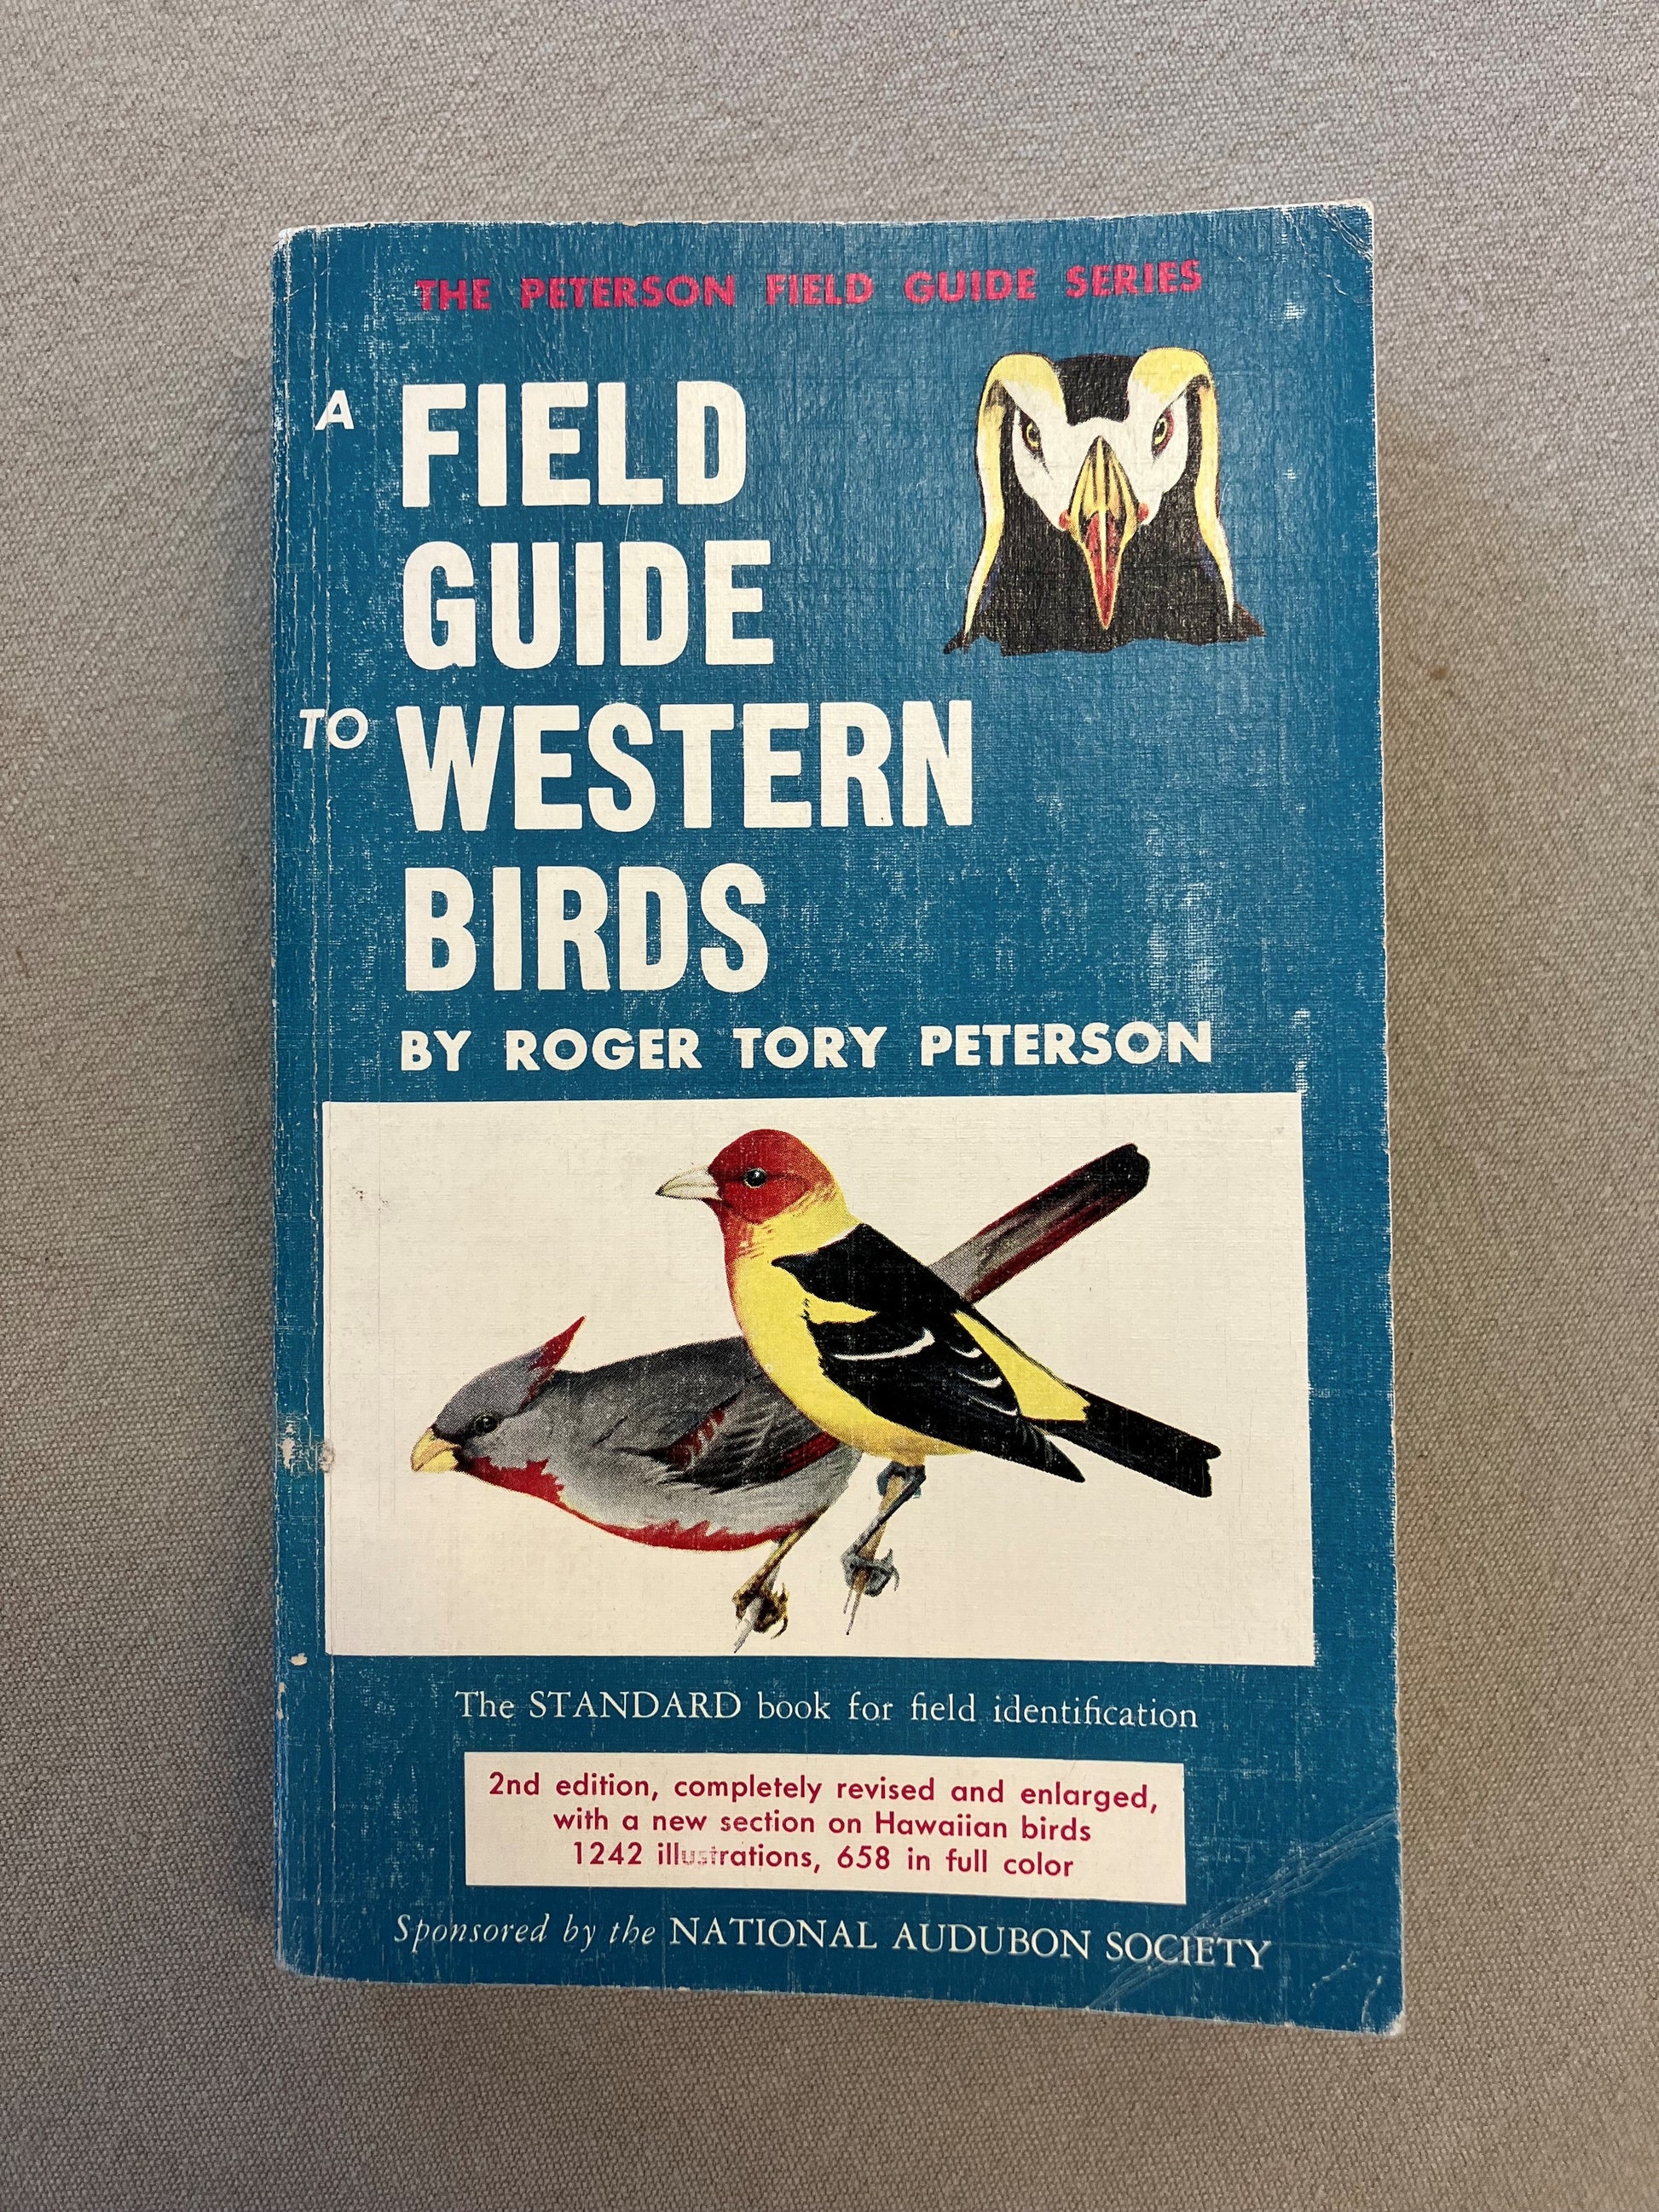 THE PETERSON FIELD GUIDE SERIES
A FIELD
GUIDE
TO WESTERN
BIRDS
BY ROGER TORY PETERSON
The STANDARD book for field identification
2nd edition, completely revised and enlarged,
with a new section on Hawaiian birds
1242 illustrations, 658 in full color
Sponsored by the NATIONAL AUDUBON SOCIETY